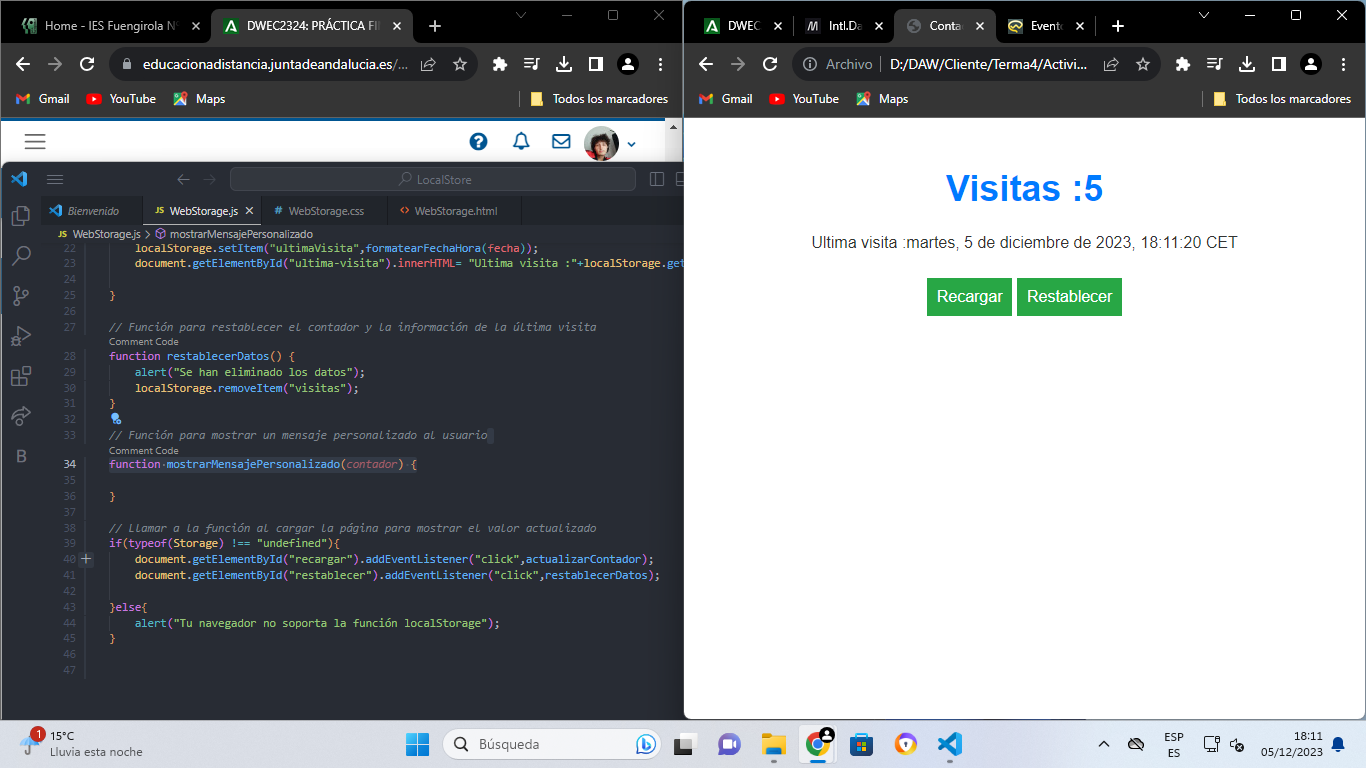 Home - IES Fuengirola Nº
DWEC2324: PRÁCTICA FI
educacionadistancia.juntadeandalucia.es/...
Gmail
YouTube
Maps
Todos los marcadores
LocalStore
Bienvenido
JS WebStorage.js
# WebStorage.css
<> WebStorage.html
JS WebStorage.js > mostrarMensajePersonalizado
22 localStorage.setItem("ultimaVisita",formatearFechaHora(fecha));
23 document.getElementById("ultima-visita").innerHTML= "Ultima visita :"+localStorage.get
24
25 }
26
27 // Función para restablecer el contador y la información de la última visita
Comment Code
28 function restablecerDatos() {
29 alert("Se han eliminado los datos");
30 localStorage.removeItem("visitas");
31 }
32
33 // Función para mostrar un mensaje personalizado al usuario
Comment Code
34 function mostrarMensajePersonalizado(contador) {
35
36 }
37
38 // Llamar a la función al cargar la página para mostrar el valor actualizado
39 if(typeof(Storage) !== "undefined"){
40 document.getElementById("recargar").addEventListener("click",actualizarContador);
41 document.getElementById("restablecer").addEventListener("click",restablecerDatos);
42
43 }else{
44 alert("Tu navegador no soporta la función localStorage");
45 }
46
47
DWEC
Intl.Da
Conta
Evento
Archivo
D:/DAW/Cliente/Terma4/Activi...
Gmail
YouTube
Maps
Todos los marcadores
Visitas :5
Ultima visita :martes, 5 de diciembre de 2023, 18:11:20 CET
Recargar
Restablecer
1
15°C
Lluvia esta noche
Búsqueda
ESP
ES
18:11
05/12/2023